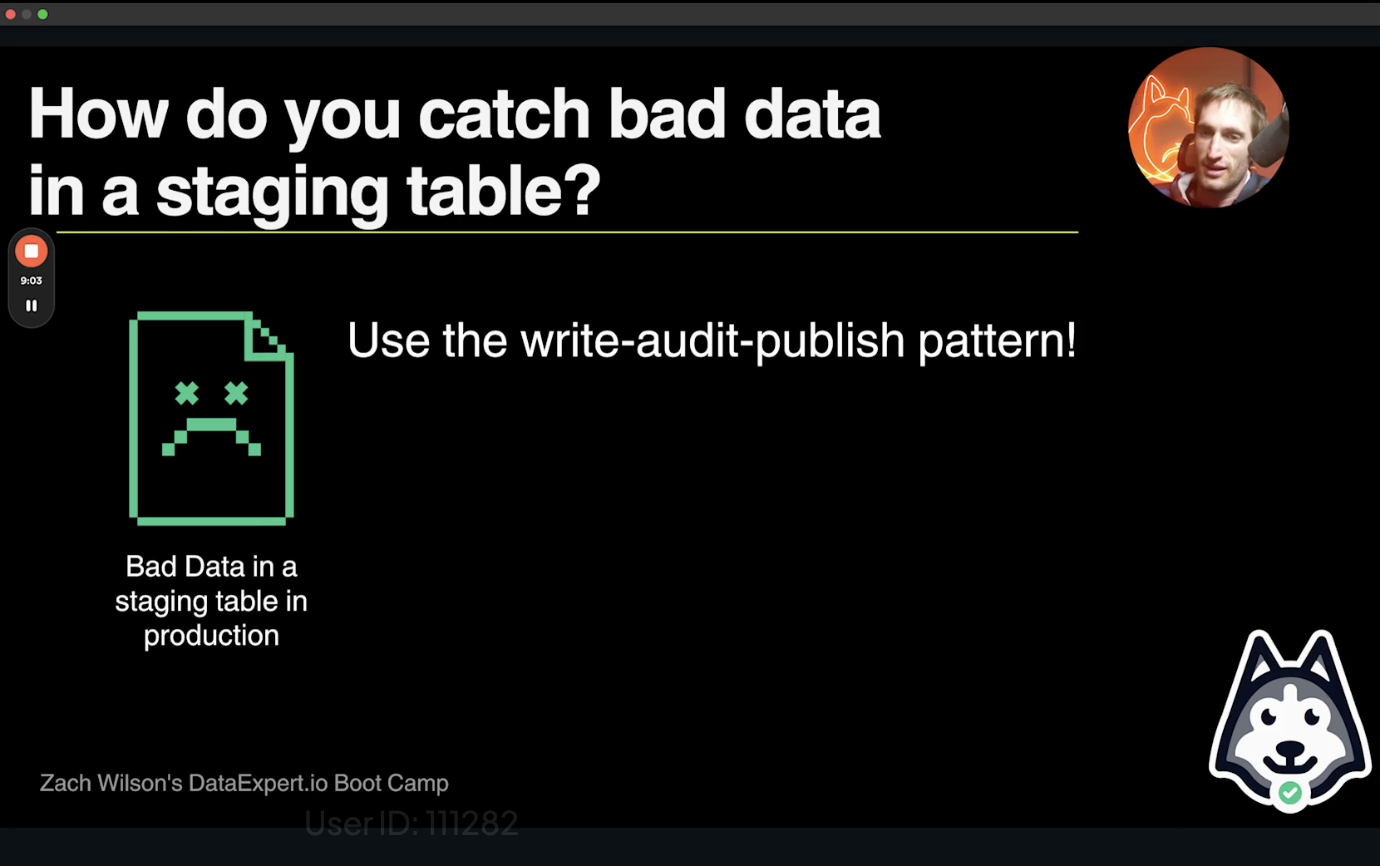 How do you catch bad data
in a staging table?
9:03
Use the write-audit-publish pattern!
Bad Data in a
staging table in
production
Zach Wilson's DataExpert.io Boot Camp
User ID: 111282